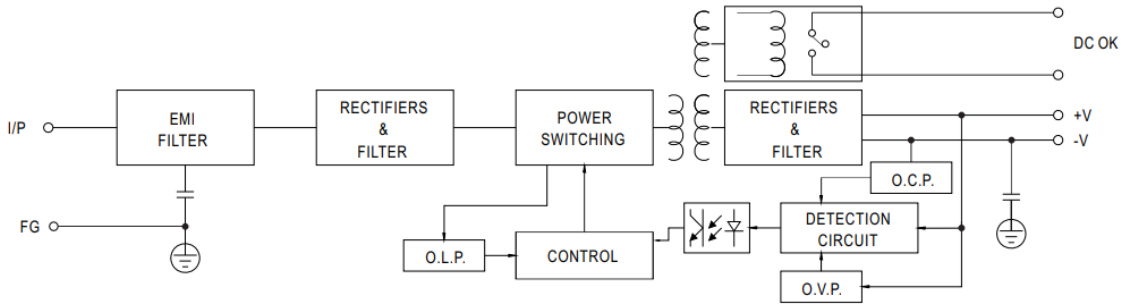 DC OK
I/P
EMI
FILTER
RECTIFIERS
&
FILTER
POWER
SWITCHING
RECTIFIERS
&
FILTER
+V
-V
O.C.P.
FG
O.L.P.
CONTROL
DETECTION
CIRCUIT
O.V.P.